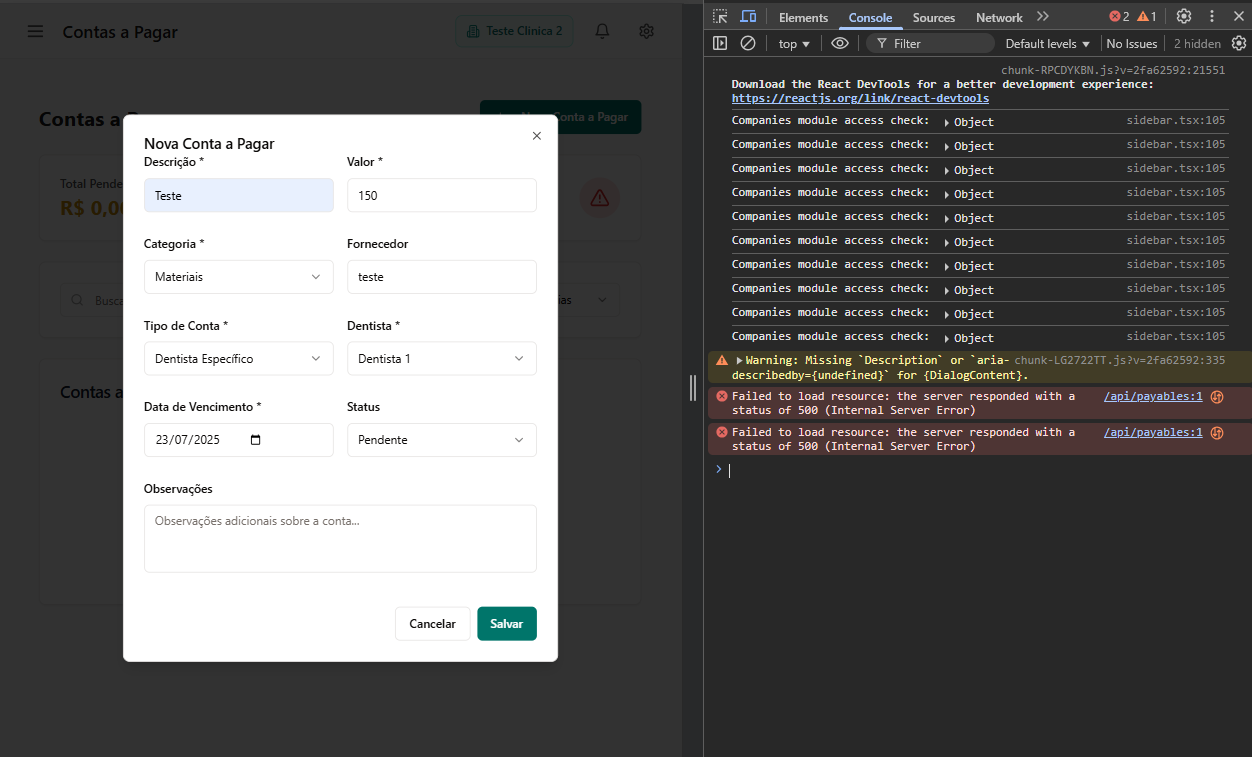 Contas a Pagar
Teste Clinica 2
Contas a
Conta a Pagar
Total Pende
R$ 0,0
Busca
ias
Contas a
Nova Conta a Pagar
Descrição *
Valor *
Teste
150
Categoria *
Fornecedor
Materiais
teste
Tipo de Conta *
Dentista *
Dentista Específico
Dentista 1
Data de Vencimento *
Status
23/07/2025
Pendente
Observações
Observações adicionais sobre a conta...
Cancelar
Salvar
Elements
Console
Sources
Network
2
1
top
Filter
Default levels
No Issues
2 hidden
chunk-RPCDYKBN.js?v=2fa62592:21551
Download the React DevTools for a better development experience:
https://reactjs.org/link/react-devtools
Companies module access check: Object sidebar.tsx:105
Companies module access check: Object sidebar.tsx:105
Companies module access check: Object sidebar.tsx:105
Companies module access check: Object sidebar.tsx:105
Companies module access check: Object sidebar.tsx:105
Companies module access check: Object sidebar.tsx:105
Companies module access check: Object sidebar.tsx:105
Companies module access check: Object sidebar.tsx:105
Companies module access check: Object sidebar.tsx:105
Companies module access check: Object sidebar.tsx:105
Warning: Missing `Description` or `aria- chunk-LG2722TT.js?v=2fa62592:335
describedby={undefined}` for {DialogContent}.
Failed to load resource: the server responded with a /api/payables:1
status of 500 (Internal Server Error)
Failed to load resource: the server responded with a /api/payables:1
status of 500 (Internal Server Error)